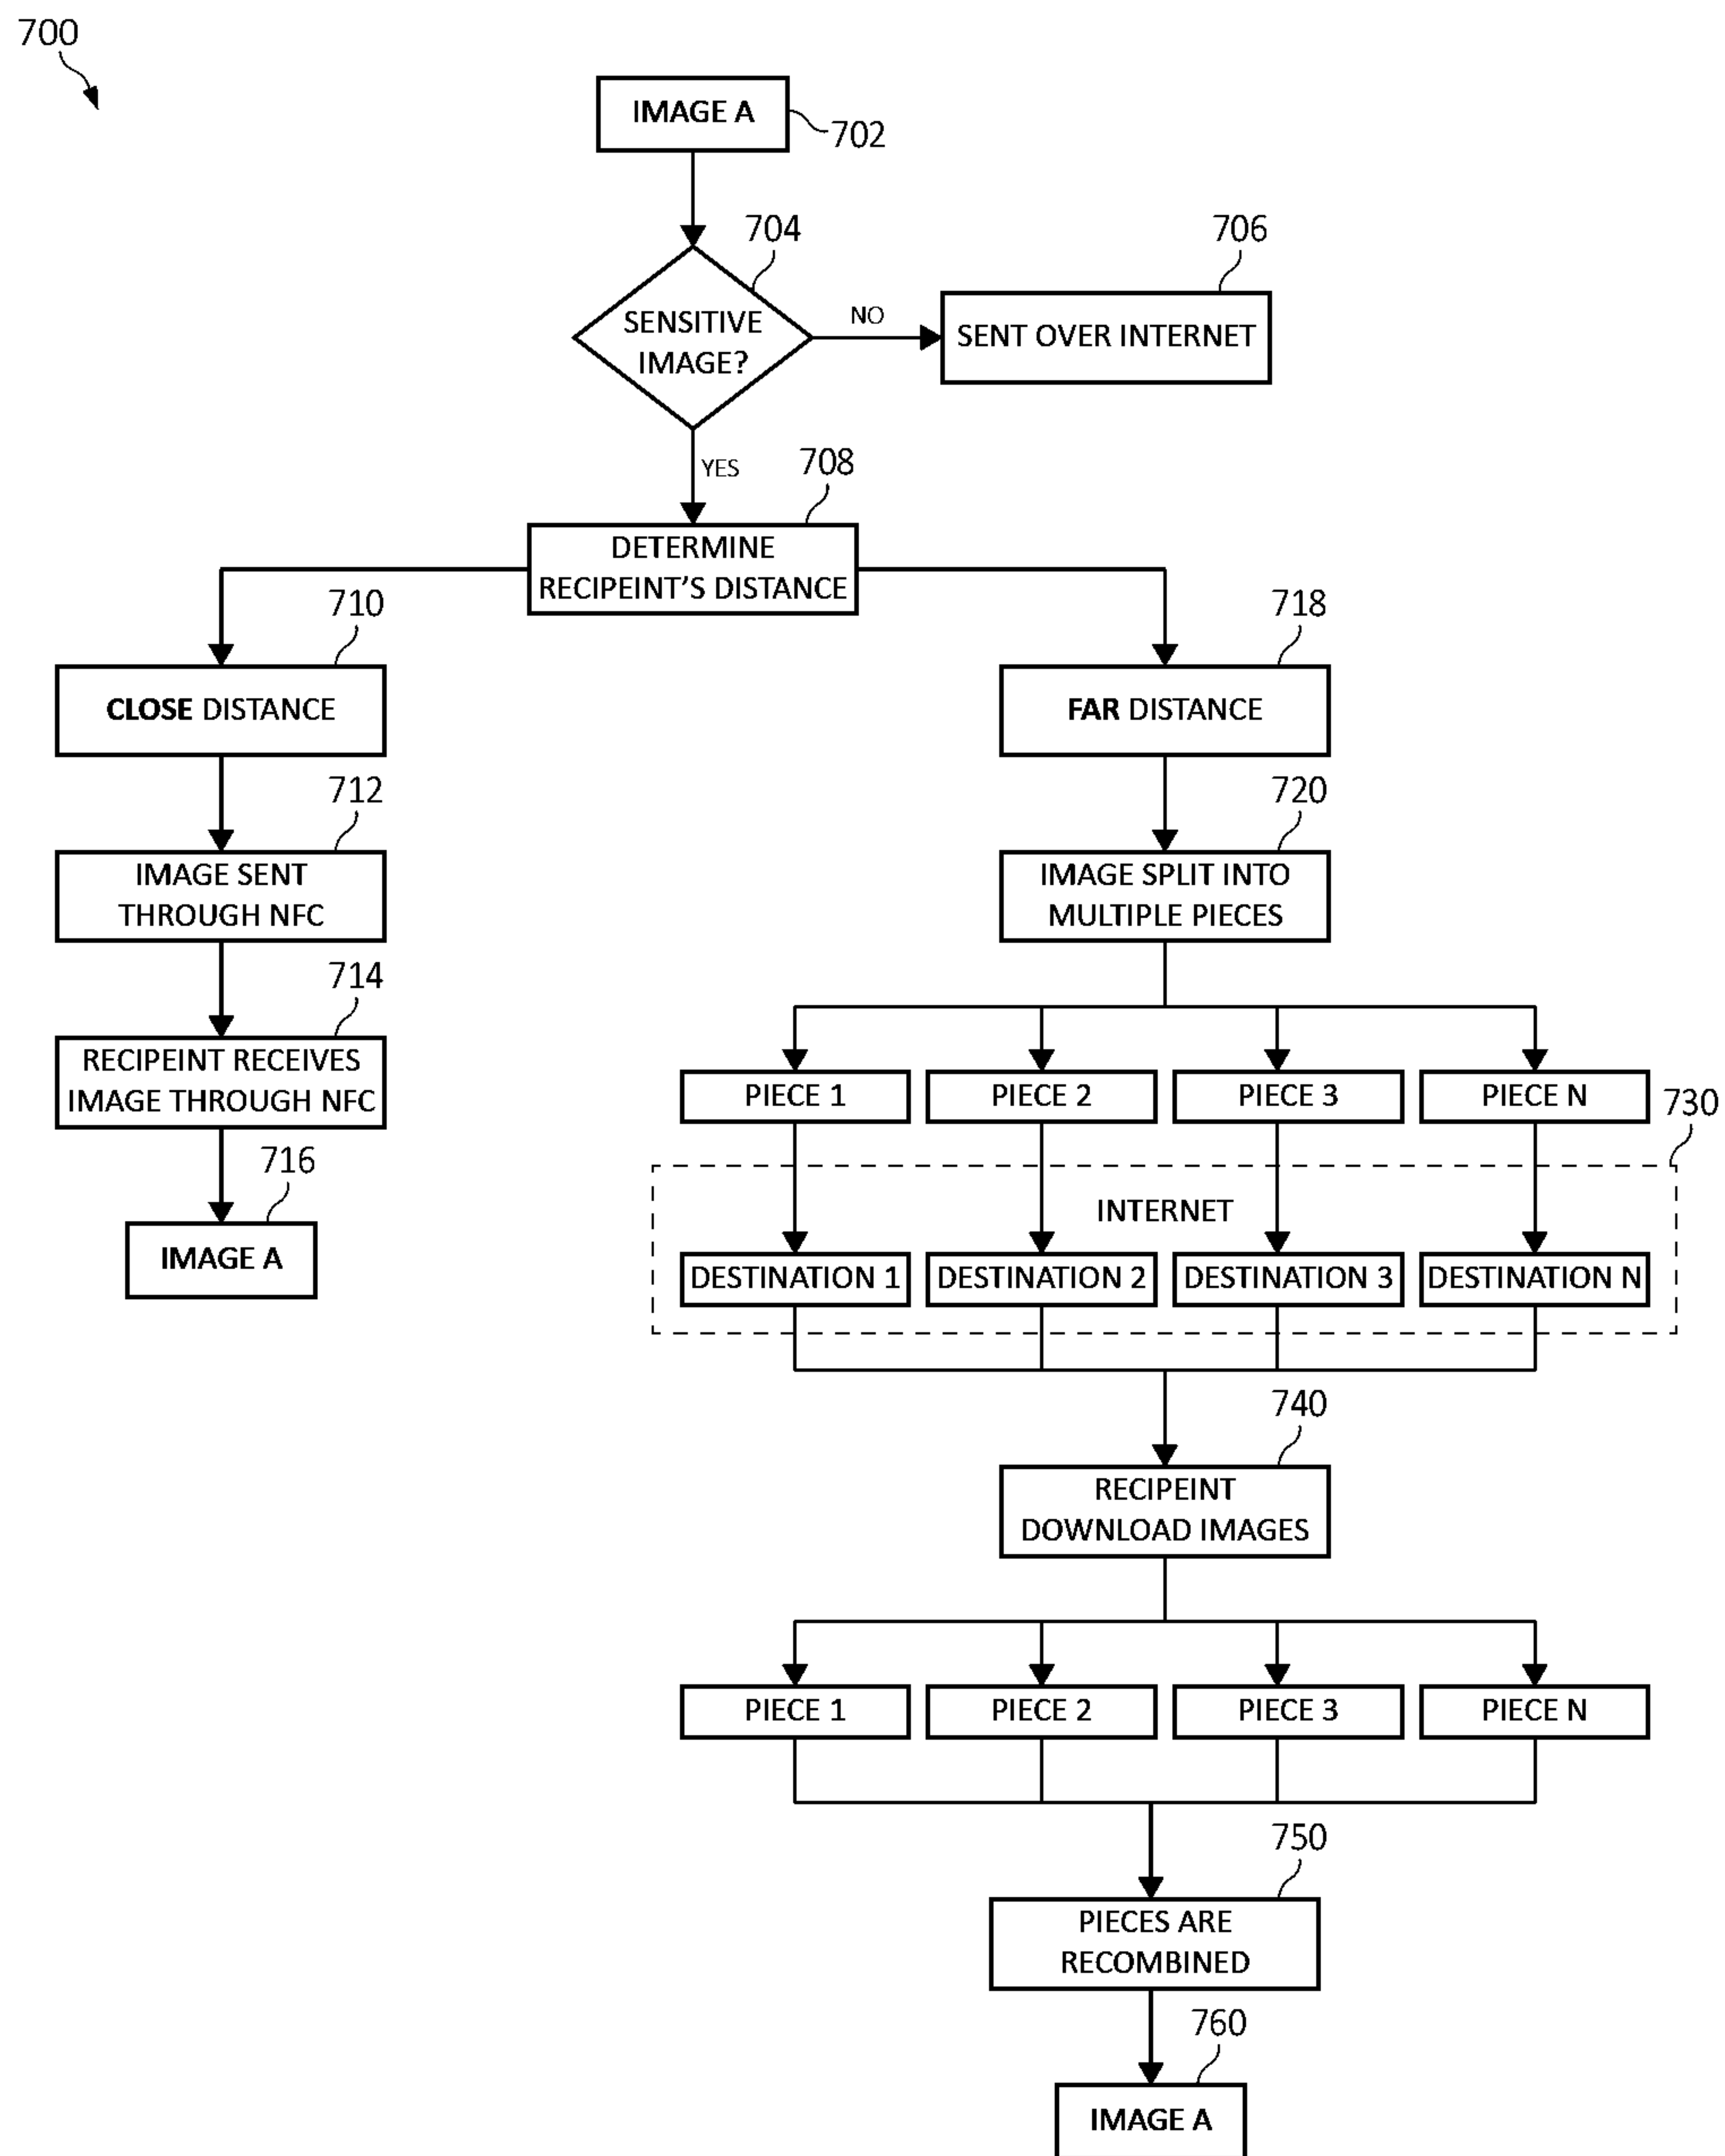 700
IMAGE A
702
704
706
SENSITIVE
IMAGE?
NO
SENT OVER INTERNET
YES
708
DETERMINE
RECIPEINT'S DISTANCE
710
718
CLOSE DISTANCE
FAR DISTANCE
712
720
IMAGE SENT
THROUGH NFC
IMAGE SPLIT INTO
MULTIPLE PIECES
714
RECIPEINT RECEIVES
IMAGE THROUGH NFC
PIECE 1
PIECE 2
PIECE 3
PIECE N
730
716
IMAGE A
INTERNET
DESTINATION 1
DESTINATION 2
DESTINATION 3
DESTINATION N
740
RECIPEINT
DOWNLOAD IMAGES
PIECE 1
PIECE 2
PIECE 3
PIECE N
750
PIECES ARE
RECOMBINED
760
IMAGE A